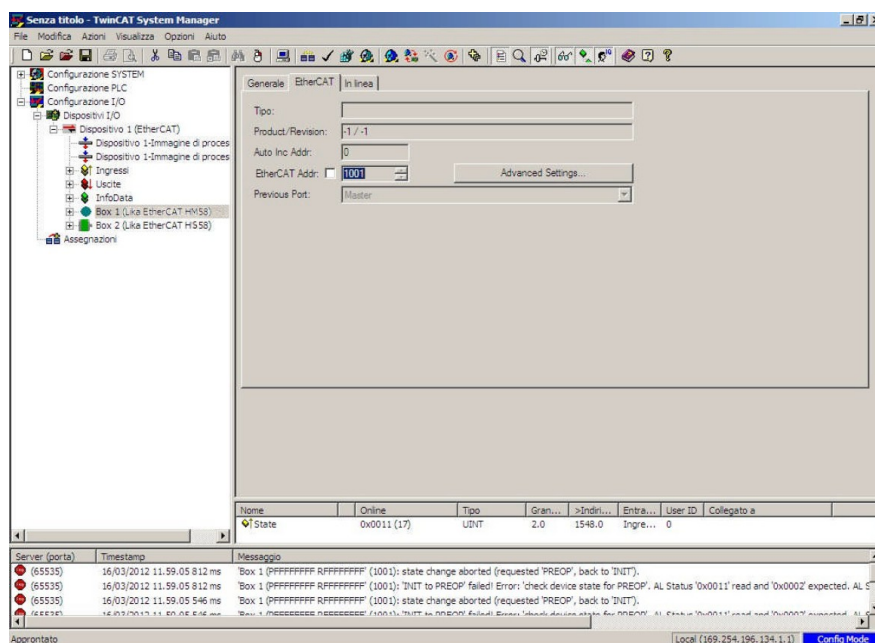 Senza titolo - TwinCAT System Manager
File Modifica Azioni Visualizza Opzioni Aiuto
Configurazione SYSTEM
Configurazione PLC
Configurazione I/O
Dispositivi I/O
Dispositivo 1 (EtherCAT)
Dispositivo 1-Immagine di proces
Dispositivo 1-Immagine di proces
Ingressi
Uscite
InfoData
Box 1 (Lika EtherCAT HM58)
Box 2 (Lika EtherCAT HS58)
Assegnazioni
Generale EtherCAT In linea
Tipo:
Product/Revision: -1 / -1
Auto Inc Addr: 0
EtherCAT Addr: 1001 Advanced Settings...
Previous Port: Master
Nome Online Tipo Gran... >Indiri... Entra... User ID Collegato a
State 0x0011 (17) UINT 2.0 1548.0 Ingre... 0
Server (porta) Timestamp Messaggio
(65535) 16/03/2012 11.59.05 812 ms 'Box 1 (PFFFFFFFF RFFFFFFFF' (1001): state change aborted (requested 'PREOP', back to 'INIT').
(65535) 16/03/2012 11.59.05 812 ms 'Box 1 (PFFFFFFFF RFFFFFFFF' (1001): 'INIT to PREOP' failed! Error: 'check device state for PREOP'. AL Status '0x0011' read and '0x0002' expected. AL S
(65535) 16/03/2012 11.59.05 546 ms 'Box 1 (PFFFFFFFF RFFFFFFFF' (1001): state change aborted (requested 'PREOP', back to 'INIT').
Approntato Local (169.254.196.134.1.1) Config Mode